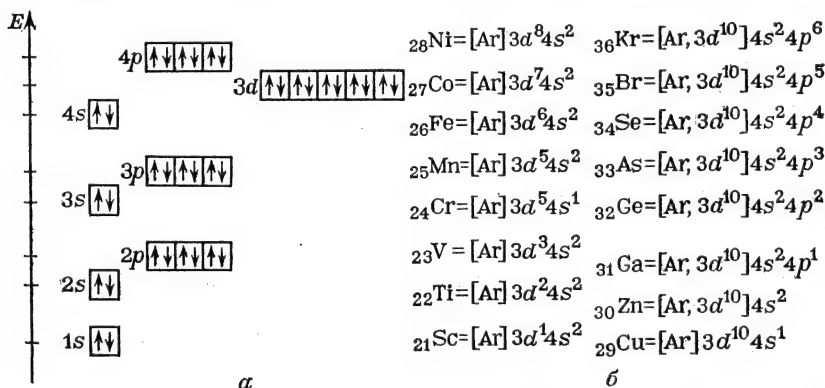 E
4p ↑↓ ↑↓ ↑↓
3d ↑↓ ↑↓ ↑↓ ↑↓ ↑↓
4s ↑↓
3p ↑↓ ↑↓ ↑↓
3s ↑↓
2p ↑↓ ↑↓ ↑↓
2s ↑↓
1s ↑↓
а
₂₈Ni=[Ar]3d⁸4s²
₂₇Co=[Ar]3d⁷4s²
₂₆Fe=[Ar]3d⁶4s²
₂₅Mn=[Ar]3d⁵4s²
₂₄Cr=[Ar]3d⁵4s¹
₂₃V=[Ar]3d³4s²
₂₂Ti=[Ar]3d²4s²
₂₁Sc=[Ar]3d¹4s²
₃₆Kr=[Ar, 3d¹⁰]4s²4p⁶
₃₅Br=[Ar, 3d¹⁰]4s²4p⁵
₃₄Se=[Ar, 3d¹⁰]4s²4p⁴
₃₃As=[Ar, 3d¹⁰]4s²4p³
₃₂Ge=[Ar, 3d¹⁰]4s²4p²
₃₁Ga=[Ar, 3d¹⁰]4s²4p¹
₃₀Zn=[Ar, 3d¹⁰]4s²
₂₉Cu=[Ar]3d¹⁰4s¹
б